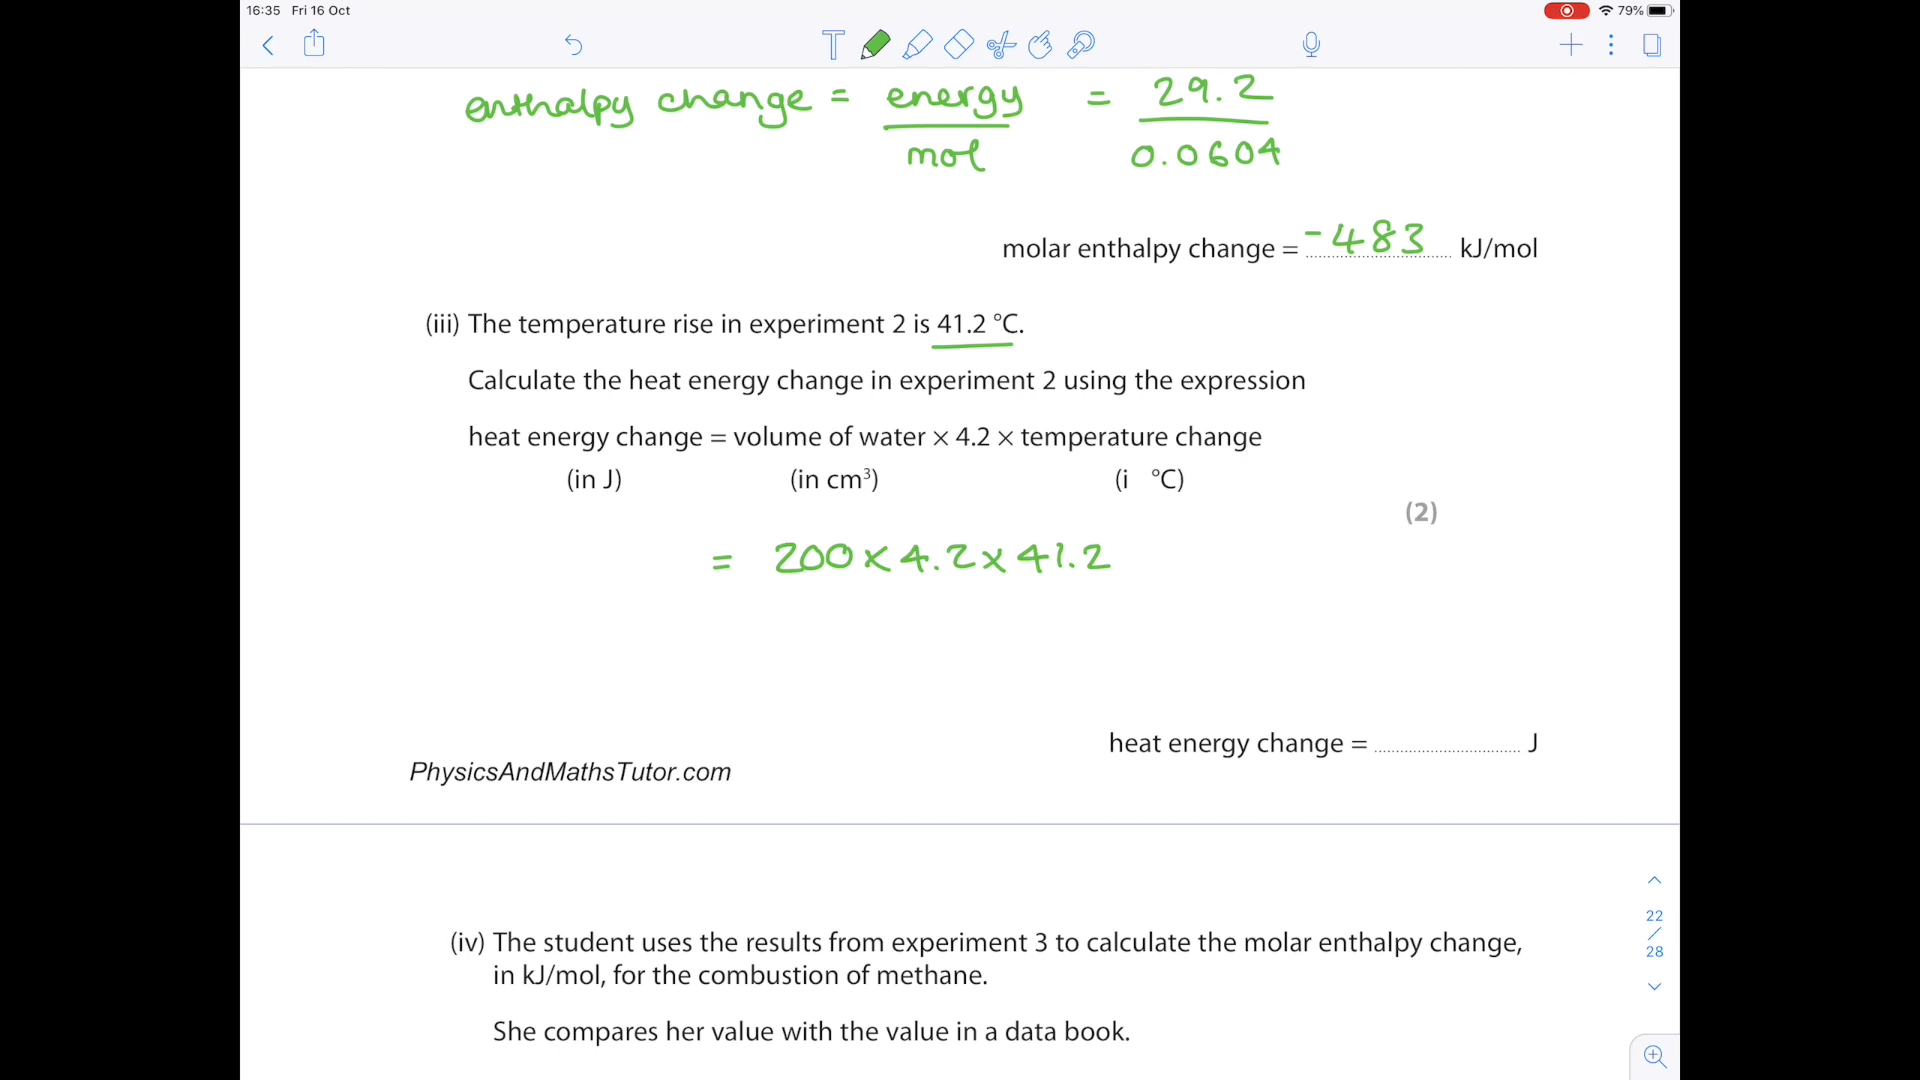 16:35 Fri 16 Oct
79%
T
enthalpy change = energy / mol = 29.2 / 0.0604
molar enthalpy change = -483 kJ/mol
(iii) The temperature rise in experiment 2 is 41.2 °C.
Calculate the heat energy change in experiment 2 using the expression
heat energy change = volume of water × 4.2 × temperature change
(in J) (in cm³) (i °C)
(2)
= 200 × 4.2 × 41.2
heat energy change = .............................. J
PhysicsAndMathsTutor.com
22
/
28
(iv) The student uses the results from experiment 3 to calculate the molar enthalpy change,
in kJ/mol, for the combustion of methane.
She compares her value with the value in a data book.